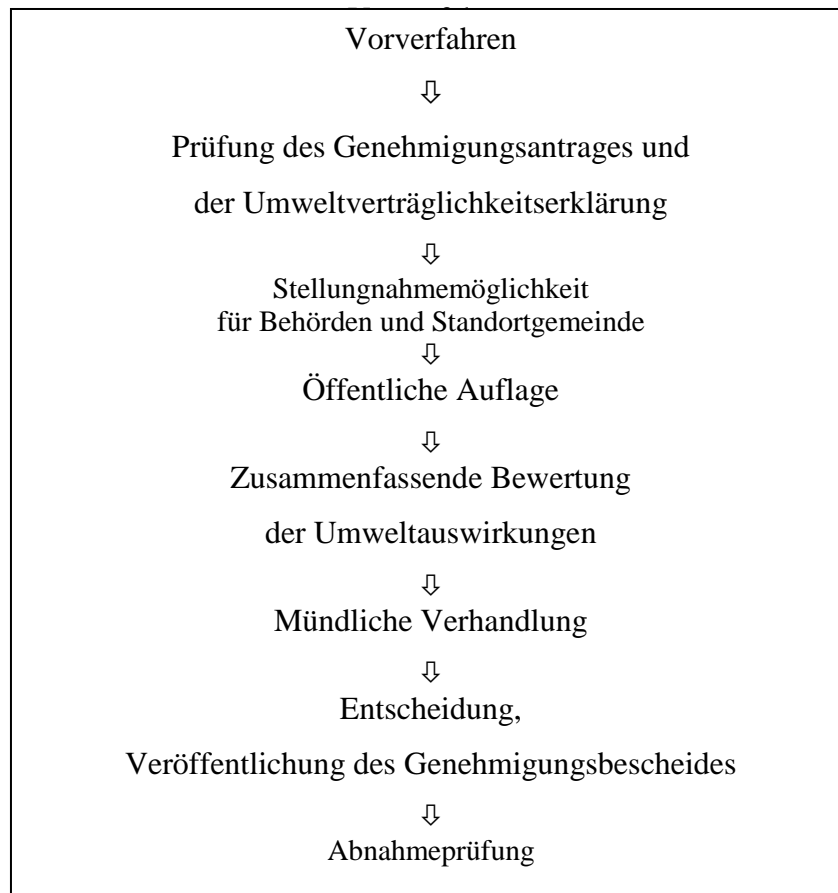 Vorverfahren
⇩
Prüfung des Genehmigungsantrages und
der Umweltverträglichkeitserklärung
⇩
Stellungnahmemöglichkeit
für Behörden und Standortgemeinde
⇩
Öffentliche Auflage
⇩
Zusammenfassende Bewertung
der Umweltauswirkungen
⇩
Mündliche Verhandlung
⇩
Entscheidung,
Veröffentlichung des Genehmigungsbescheides
⇩
Abnahmeprüfung